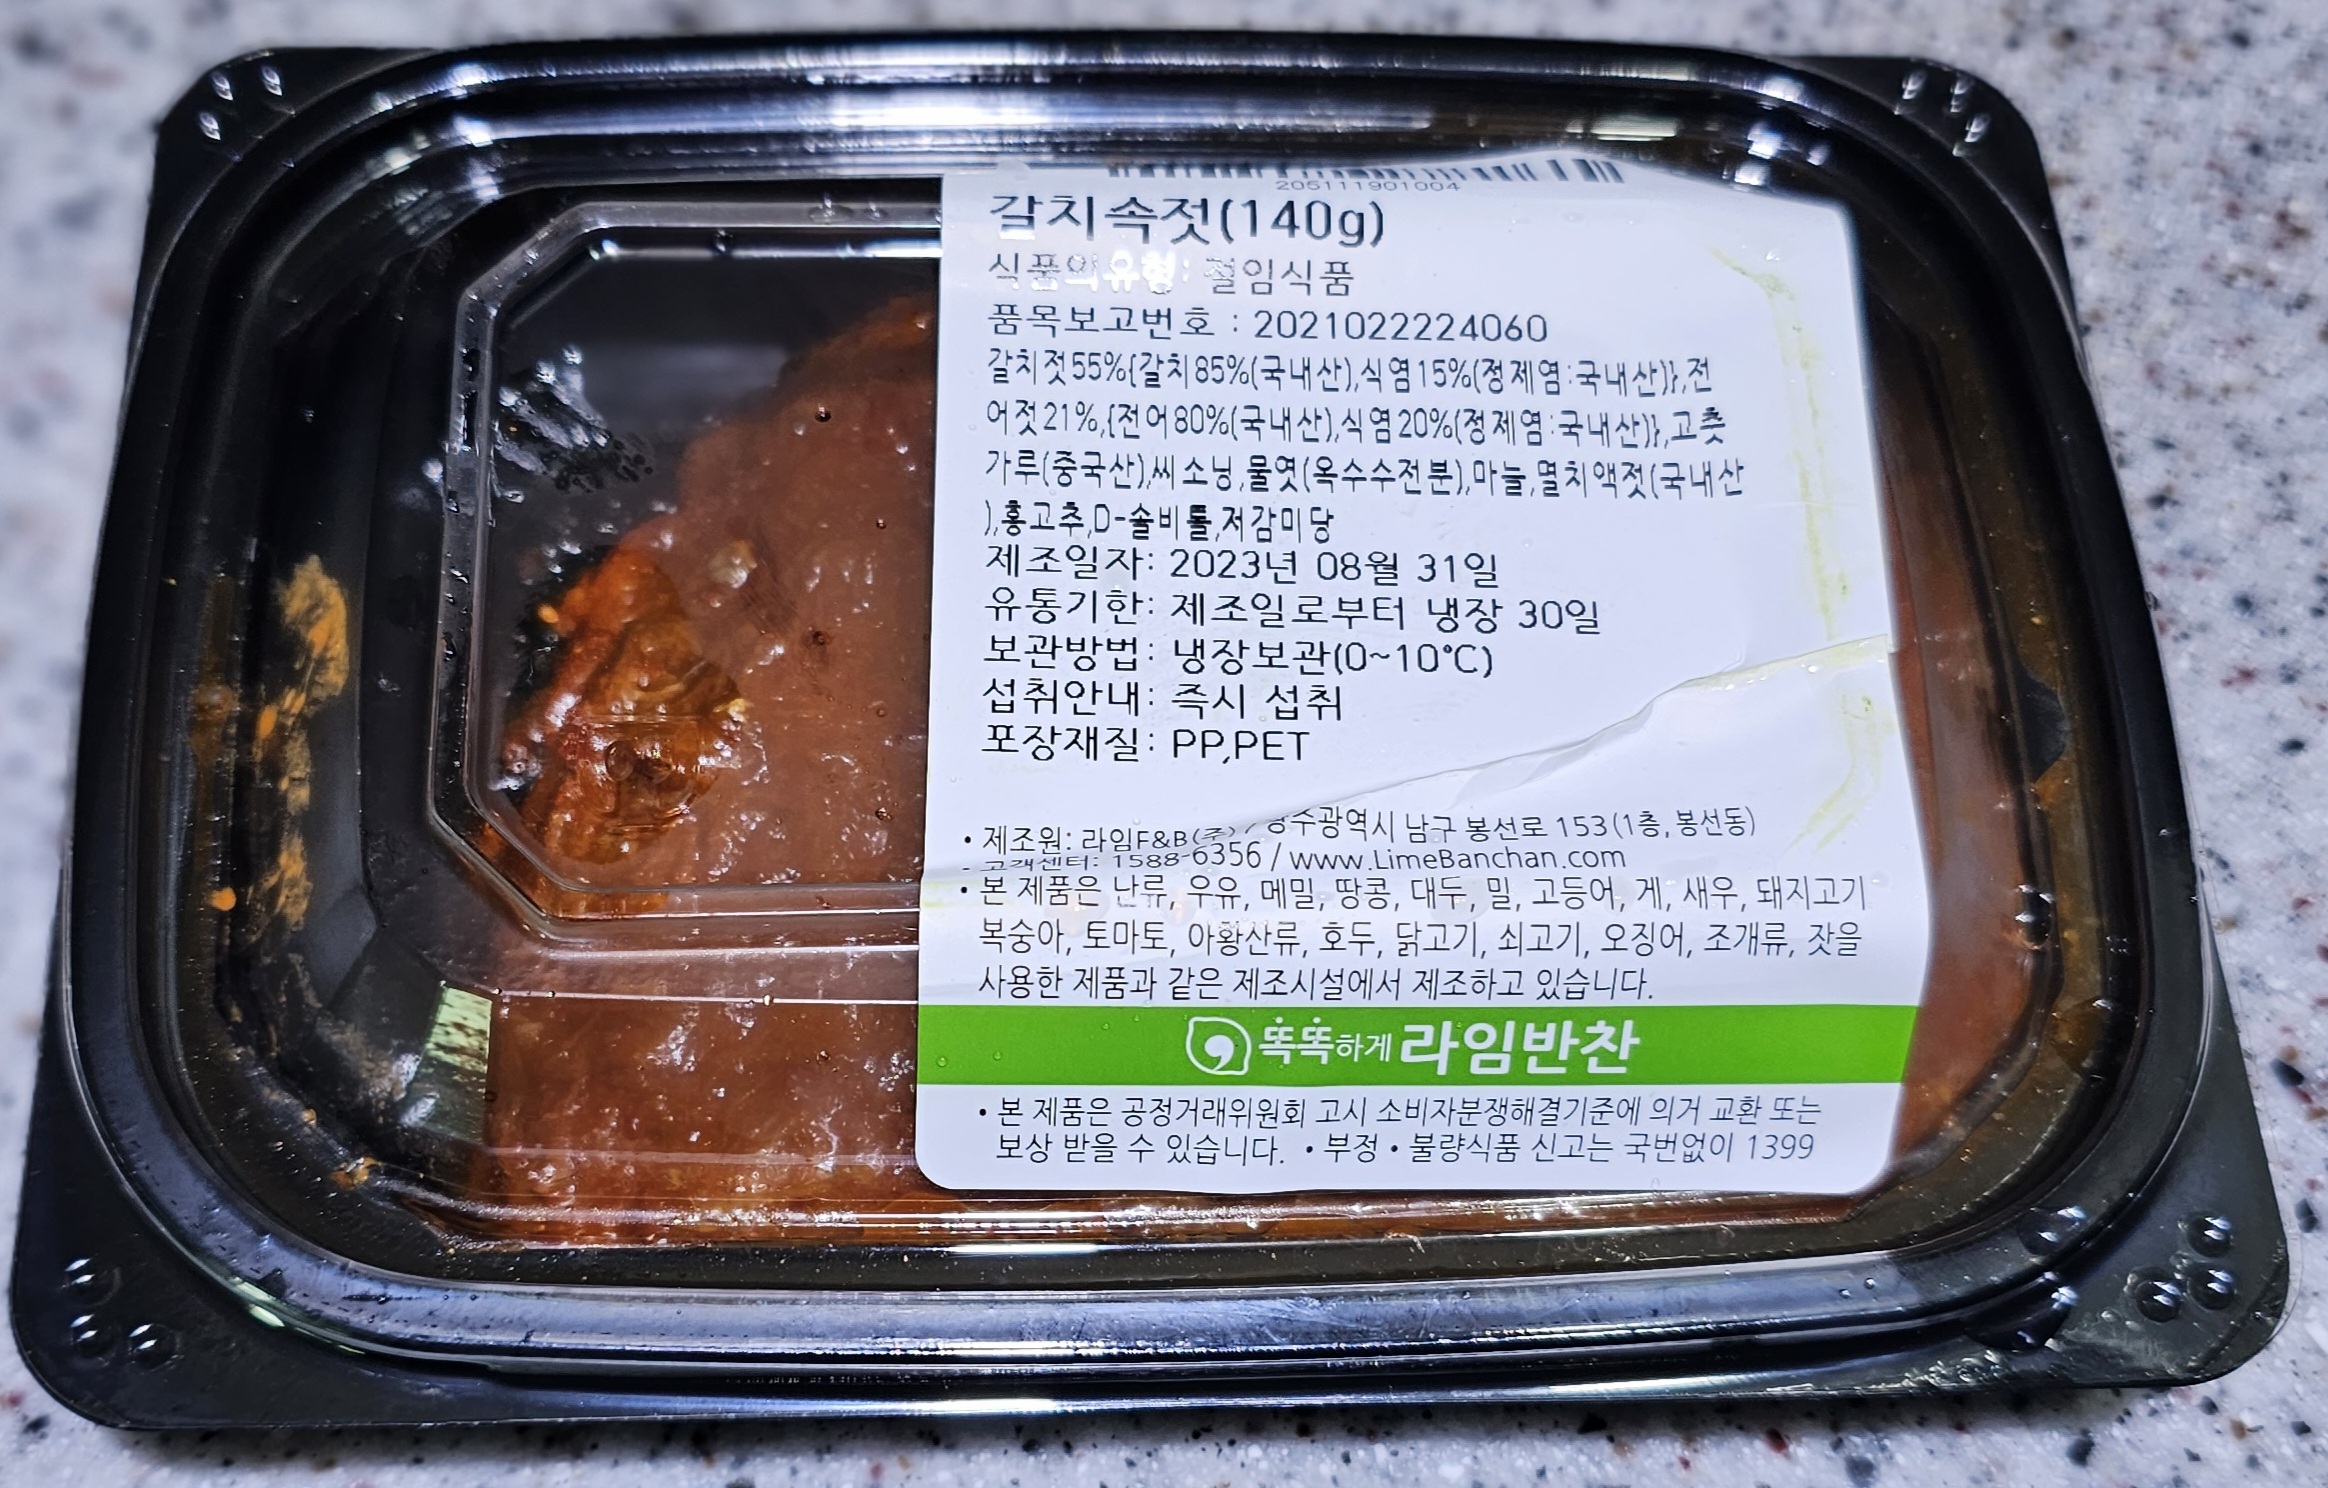 205111901004
갈치속젓(140g)
식품의유형: 절임식품
품목보고번호 : 2021022224060
갈치젓55%{갈치85%(국내산),식염15%(정제염:국내산)},전
어젓21%,{전어80%(국내산),식염20%(정제염:국내산)},고춧
가루(중국산),씨소닝,물엿(옥수수전분),마늘,멸치액젓(국내산
),홍고추,D-솔비톨,저감미당
제조일자: 2023년 08월 31일
유통기한: 제조일로부터 냉장 30일
보관방법: 냉장보관(0~10℃)
섭취안내: 즉시 섭취
포장재질: PP,PET
• 제조원: 라임F&B(주) / 광주광역시 남구 봉선로 153(1층, 봉선동)
고객센터: 1588-6356 / www.LimeBanchan.com
• 본 제품은 난류, 우유, 메밀, 땅콩, 대두, 밀, 고등어, 게, 새우, 돼지고기
복숭아, 토마토, 아황산류, 호두, 닭고기, 쇠고기, 오징어, 조개류, 잣을
사용한 제품과 같은 제조시설에서 제조하고 있습니다.
똑똑하게 라임반찬
• 본 제품은 공정거래위원회 고시 소비자분쟁해결기준에 의거 교환 또는
보상 받을 수 있습니다. • 부정 • 불량식품 신고는 국번없이 1399